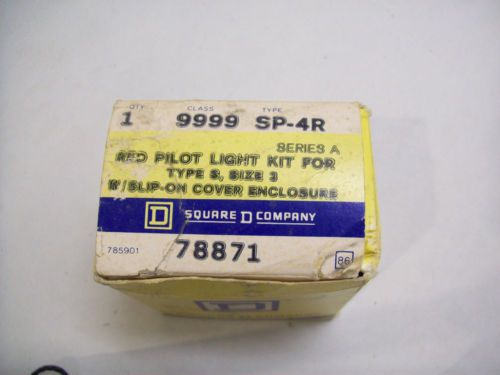 QTY CLASS TYPE
1 9999 SP-4R
SERIES A
RED PILOT LIGHT KIT FOR
TYPE S, SIZE 3
W/SLIP-ON COVER ENCLOSURE
D SQUARE D COMPANY
78871
785901 86
D